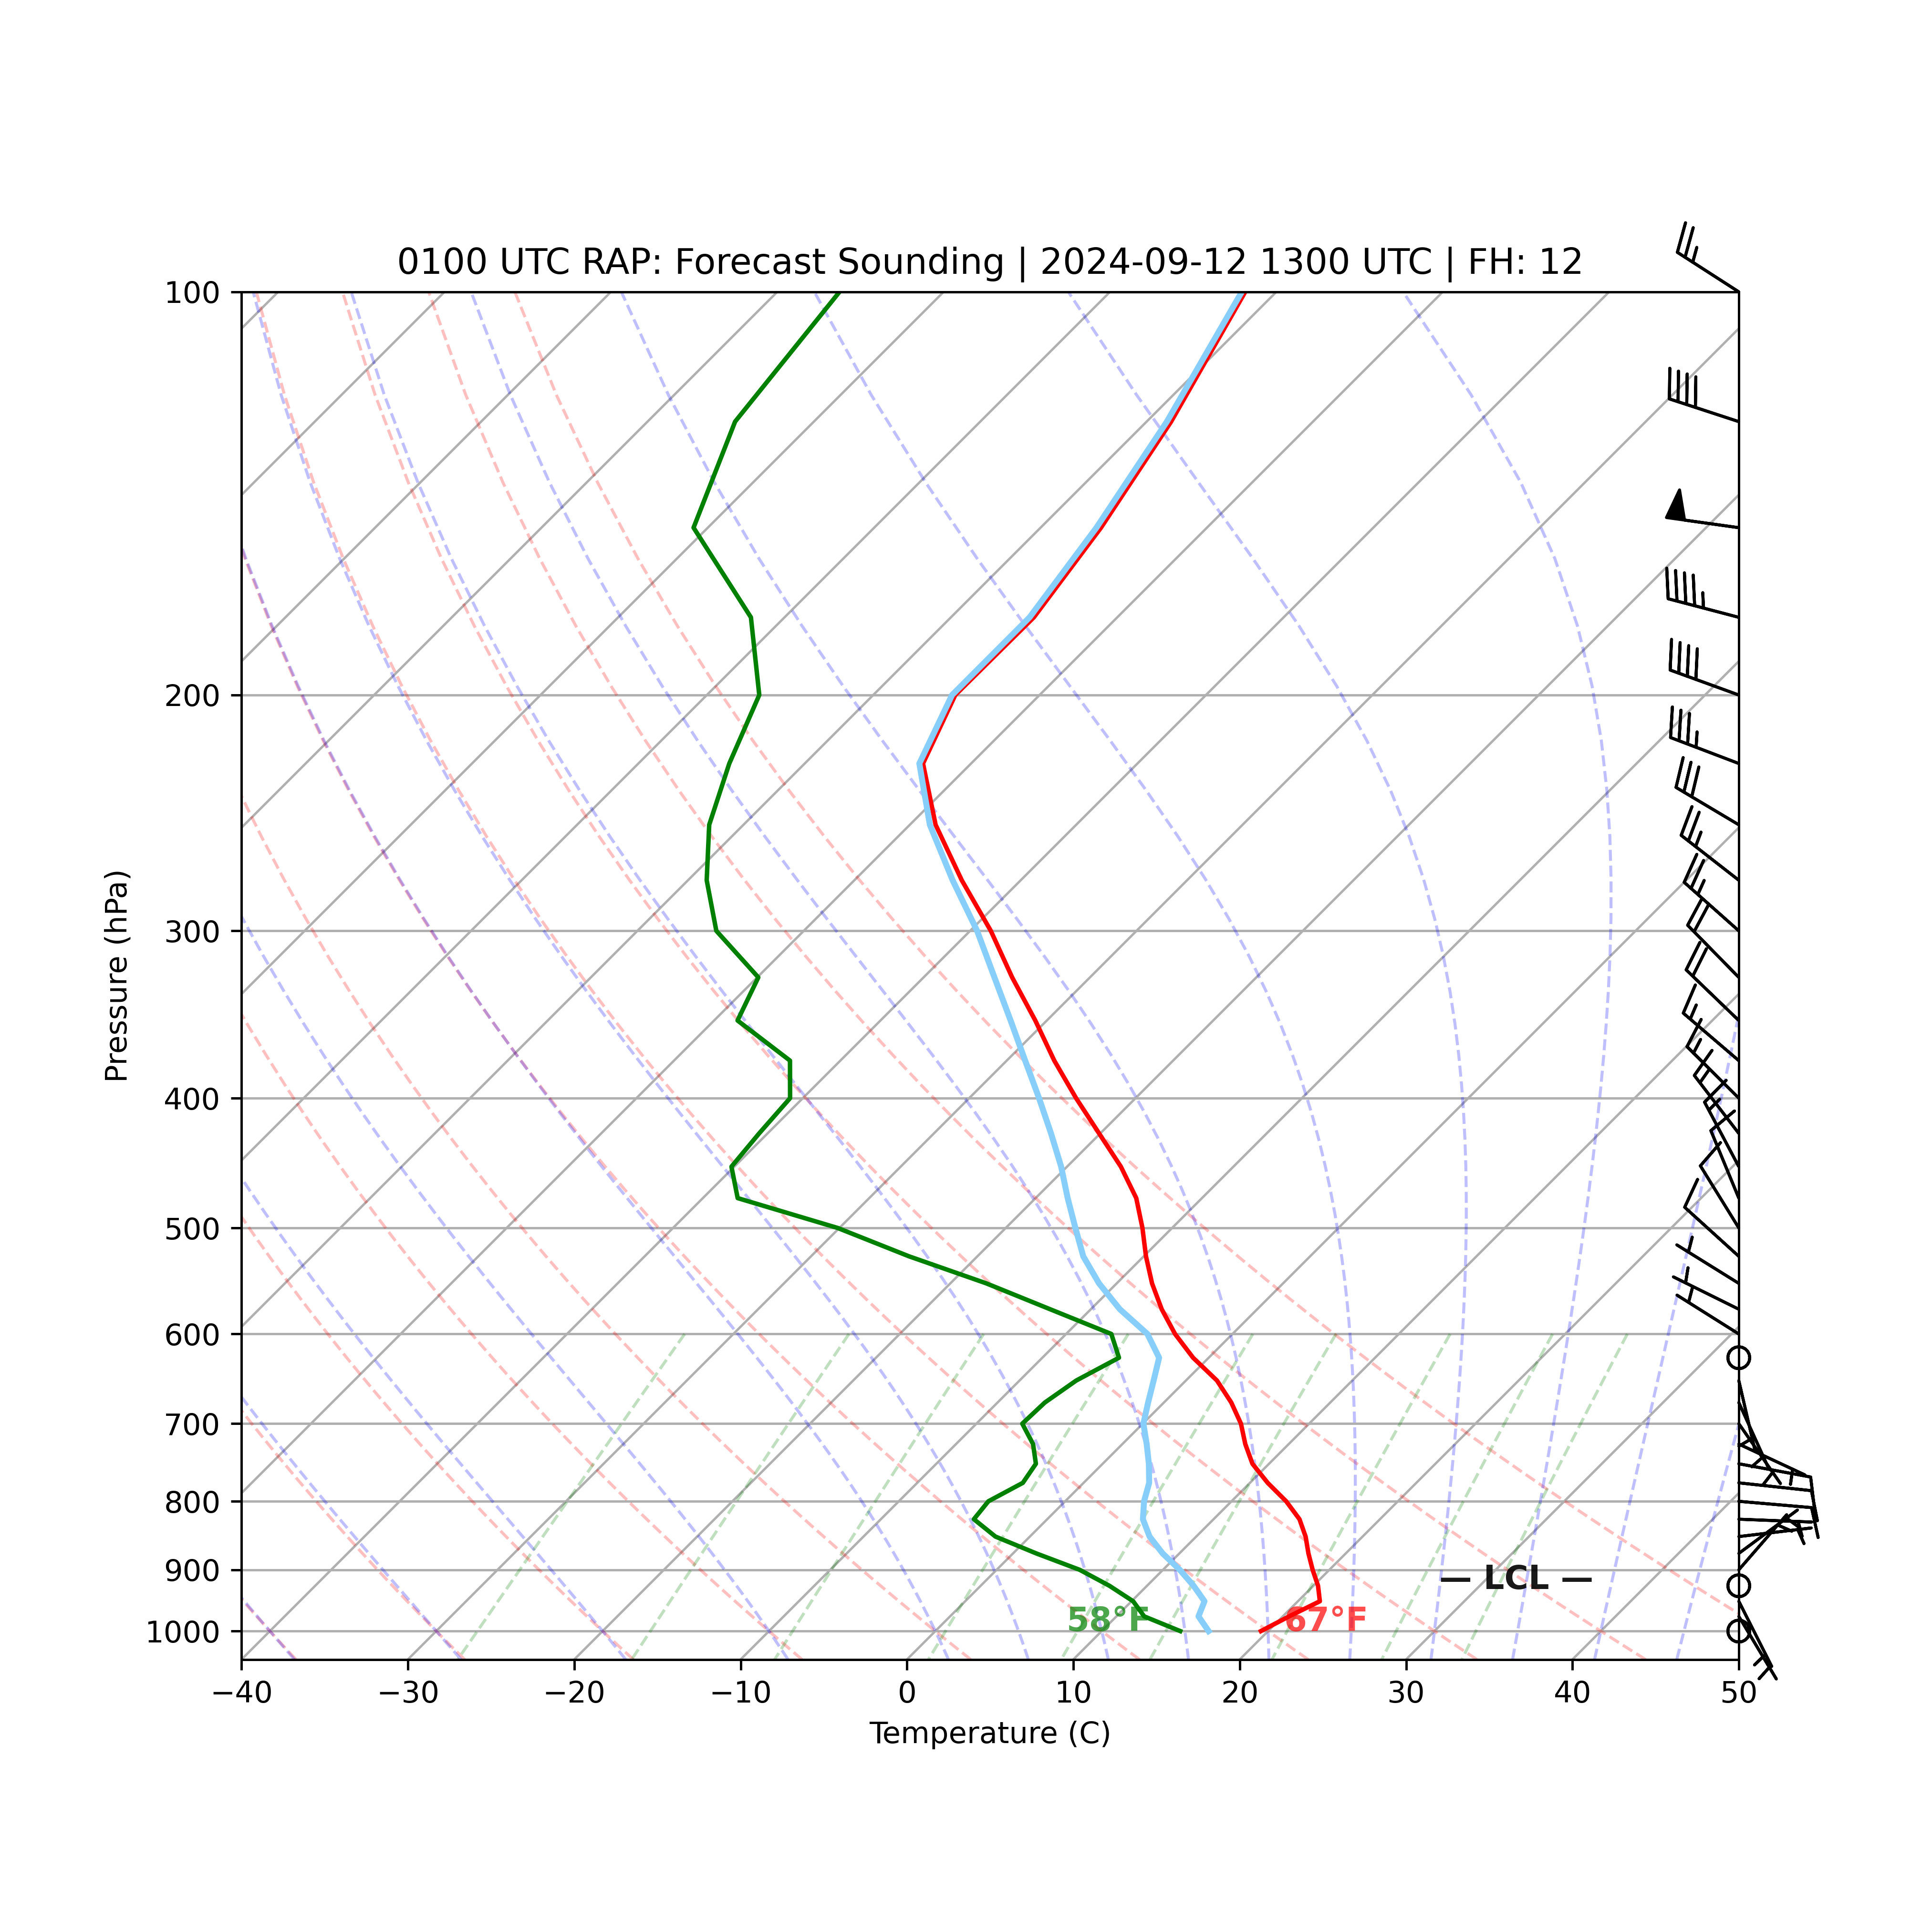 0100 UTC RAP: Forecast Sounding | 2024-09-12 1300 UTC | FH: 12
100
200
300
400
500
600
700
800
900
1000
Pressure (hPa)
— LCL —
58°F
67°F
−40 −30 −20 −10 0 10 20 30 40 50
Temperature (C)